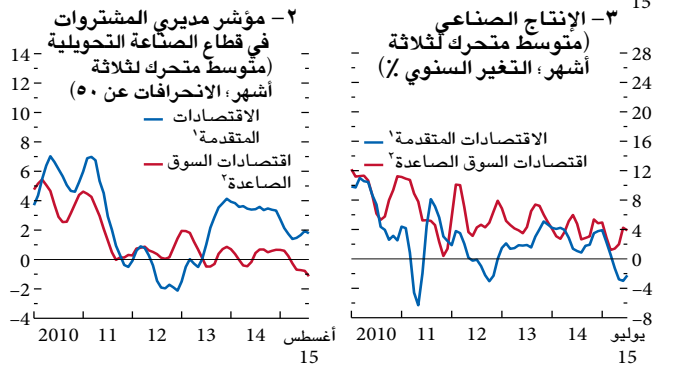 15
٢- مؤشر مديري المشتروات
في قطاع الصناعة التحويلية
(متوسط متحرك لثلاثة
أشهر؛ الانحرافات عن ٥٠)
الاقتصادات
المتقدمة١
اقتصادات السوق
الصاعدة٢
14
12
10
8
6
4
2
0
–2
–4
2010 11 12 13 14 أغسطس
15
٣- الإنتاج الصناعي
(متوسط متحرك لثلاثة
أشهر؛ التغير السنوي ٪)
الاقتصادات المتقدمة١
اقتصادات السوق الصاعدة٢
28
24
20
16
12
8
4
0
–4
–8
2010 11 12 13 14 يوليو
15